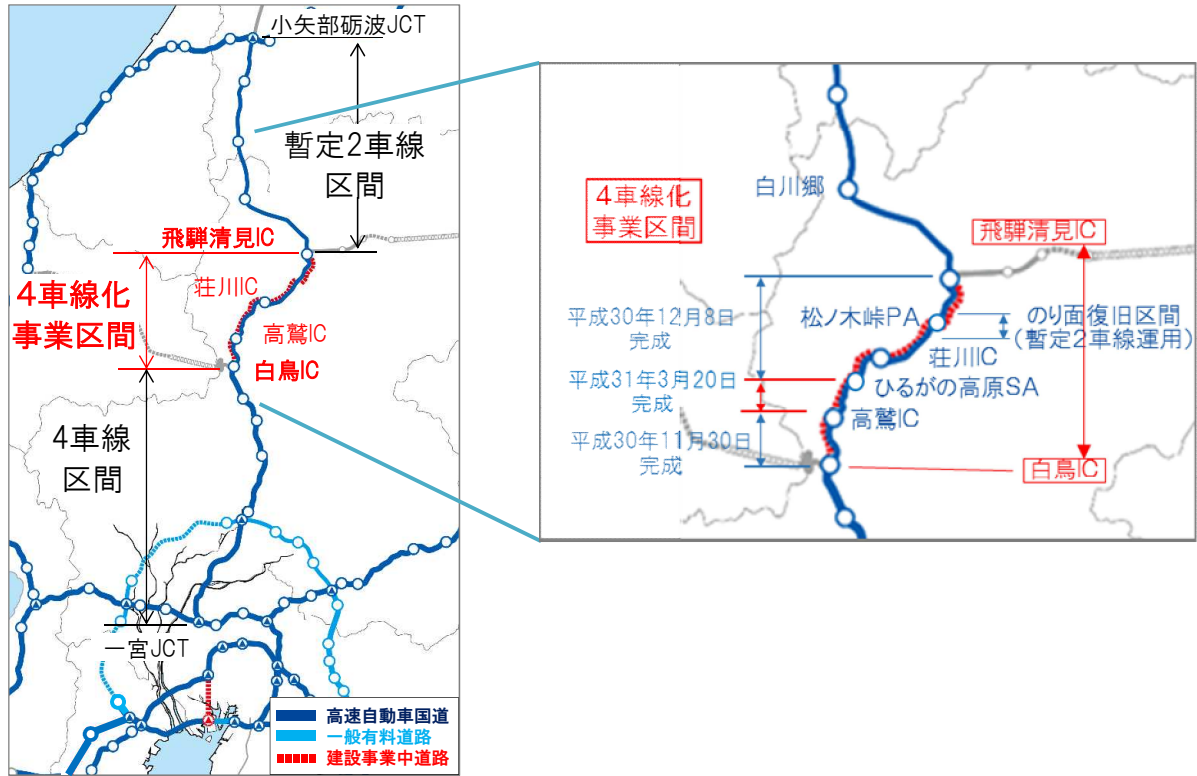 小矢部砺波JCT
暫定2車線
区間
飛騨清見IC
荘川IC
4車線化
事業区間
高鷲IC
白鳥IC
4車線
区間
一宮JCT
高速自動車国道
一般有料道路
建設事業中道路
白川郷
4車線化
事業区間
飛騨清見IC
平成30年12月8日
完成
松ノ木峠PA
のり面復旧区間
(暫定2車線運用)
荘川IC
平成31年3月20日
完成
ひるがの高原SA
高鷲IC
平成30年11月30日
完成
白鳥IC